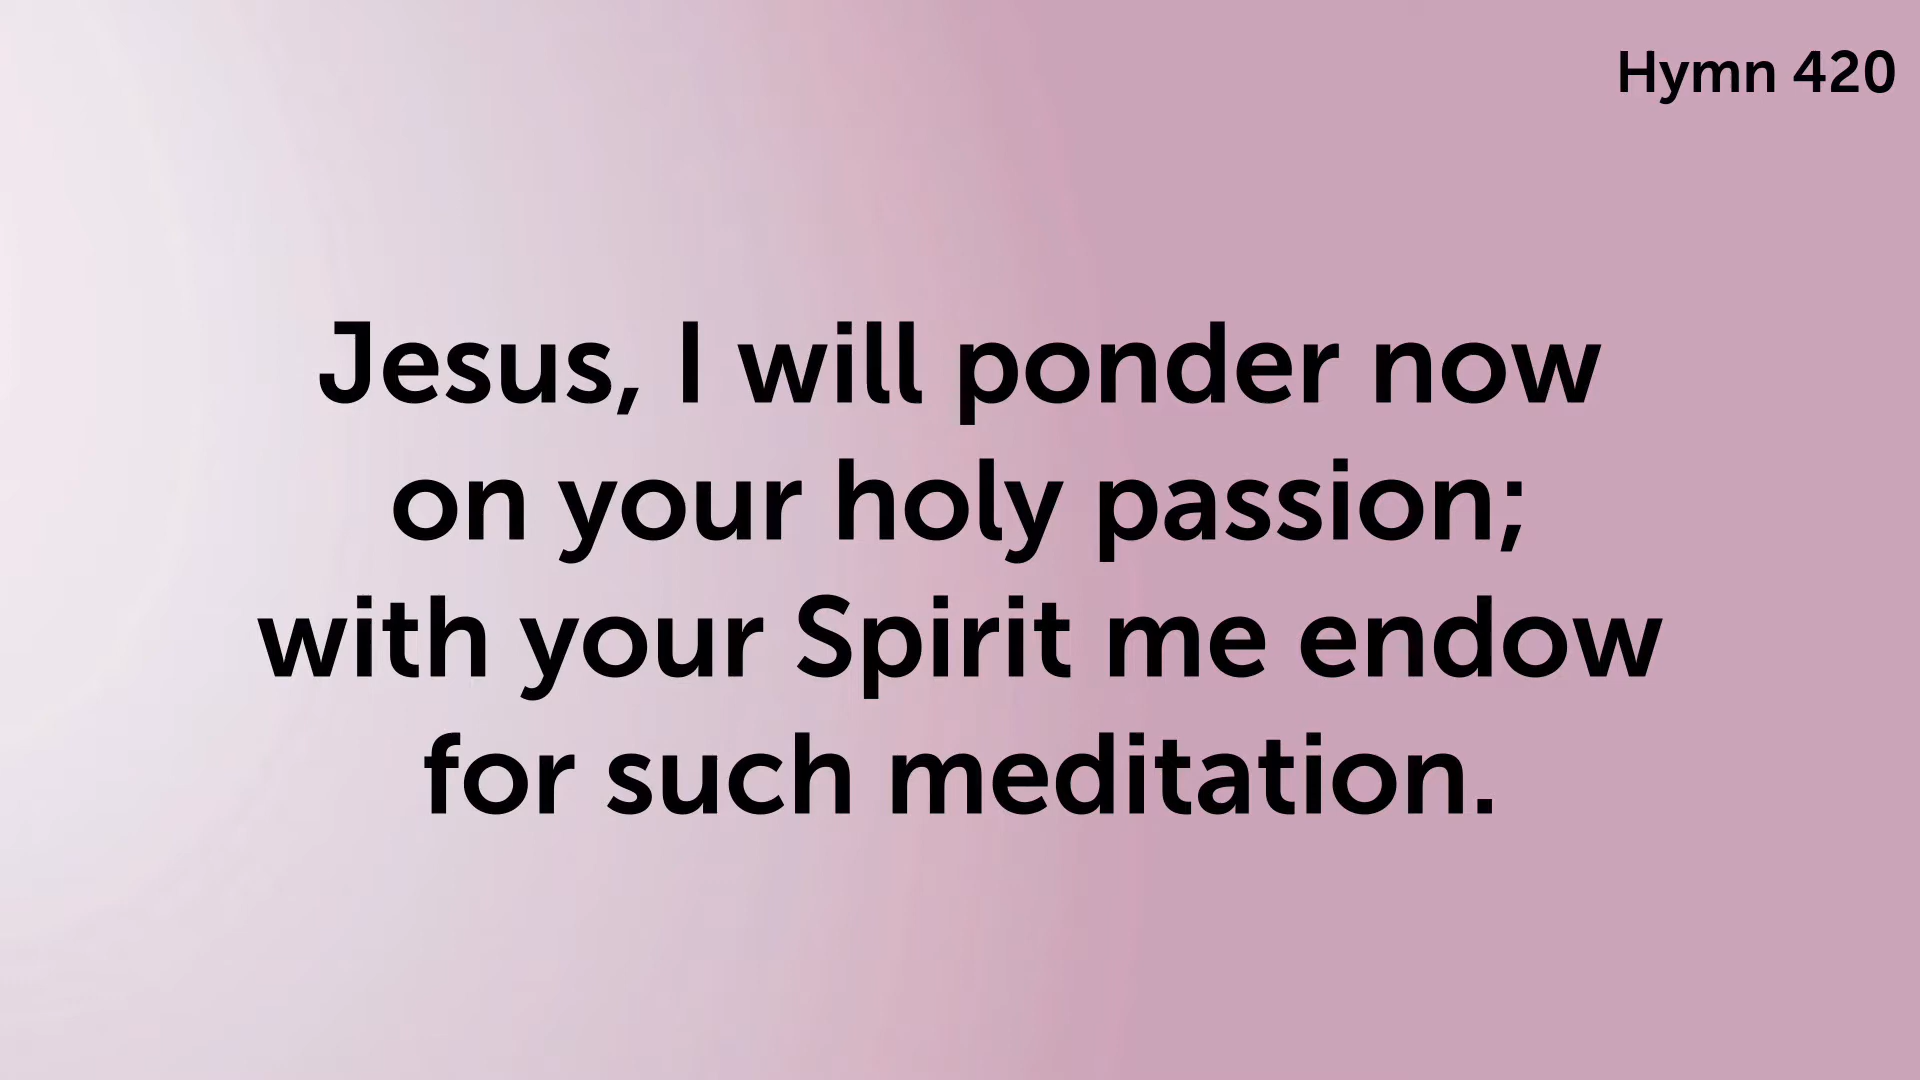 Hymn 420
Jesus, I will ponder now
on your holy passion;
with your Spirit me endow
for such meditation.